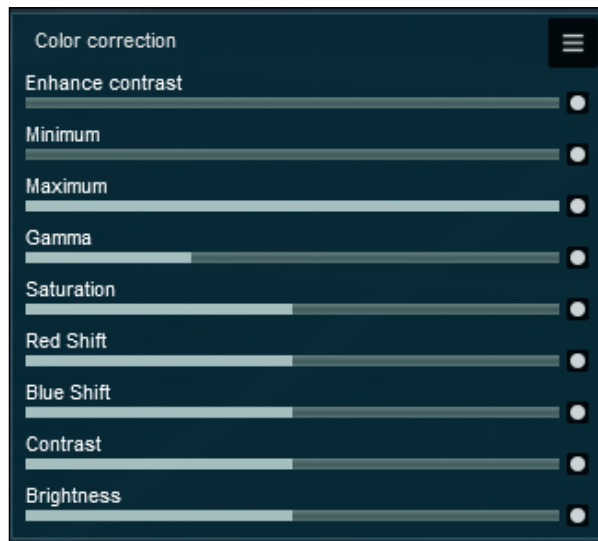 Color correction
Enhance contrast
Minimum
Maximum
Gamma
Saturation
Red Shift
Blue Shift
Contrast
Brightness